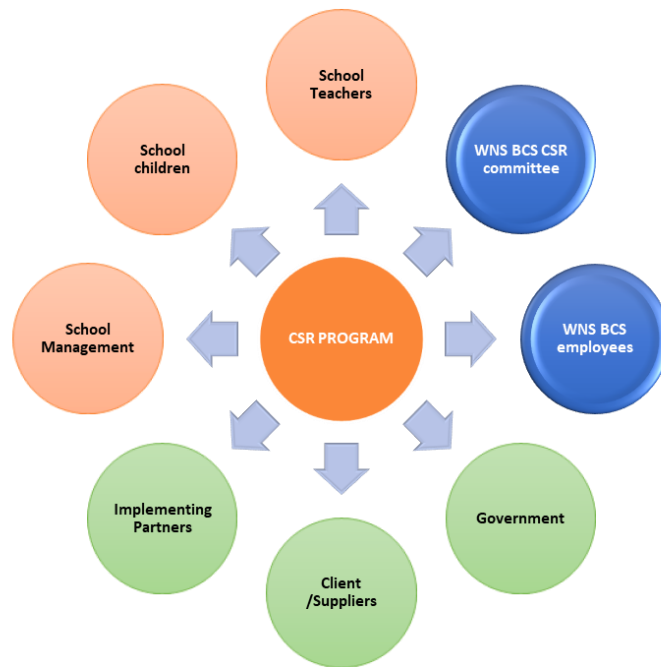 School
Teachers
WNS BCS CSR
committee
School
children
CSR PROGRAM
WNS BCS
employees
School
Management
Implementing
Partners
Government
Client
/Suppliers